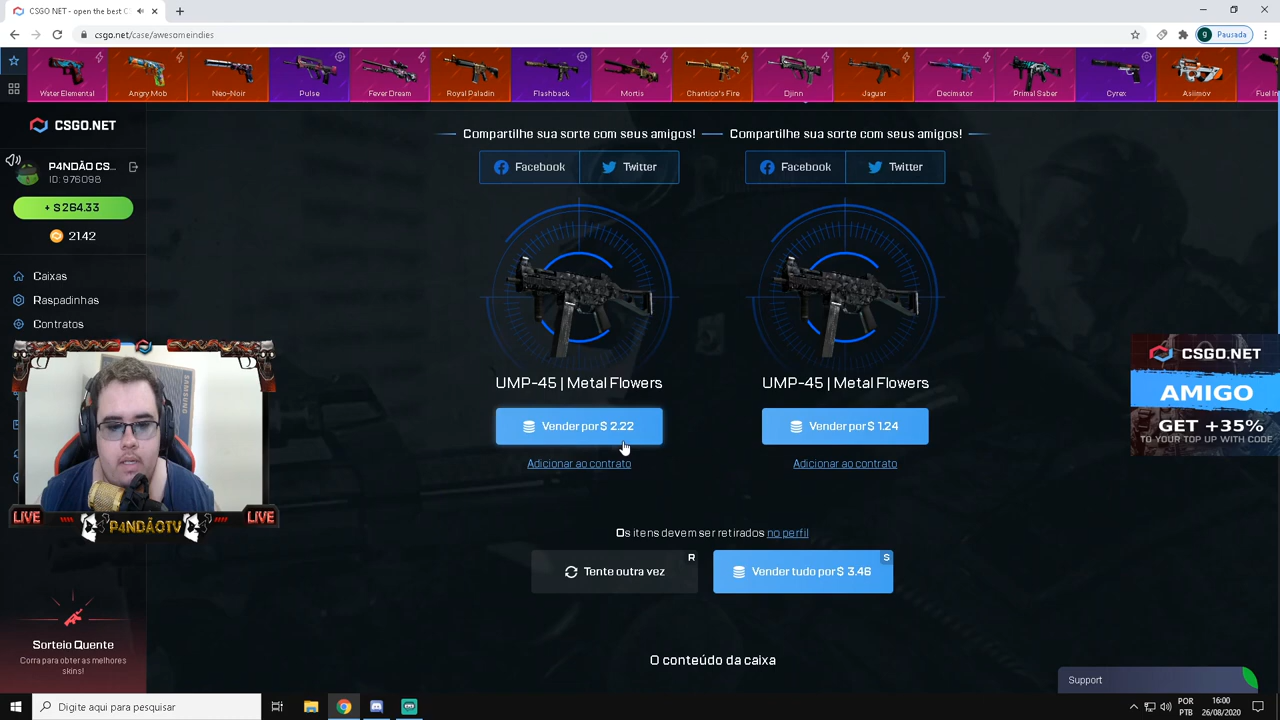 CSGO NET - open the best C
csgo.net/case/awesomeindies
g Pausada
Water Elemental
Angry Mob
Neo-Noir
Pulse
Fever Dream
Royal Paladin
Flashback
Mortis
Chantico's Fire
Djinn
Jaguar
Decimator
Primal Saber
Cyrex
Asiimov
Fuel In
CSGO.NET
P4NDÃO CS...
ID: 976098
+ $ 264.33
2142
Caixas
Raspadinhas
Contratos
Compartilhe sua sorte com seus amigos!
Facebook
Twitter
UMP-45 | Metal Flowers
Vender por $ 2.22
Adicionar ao contrato
Compartilhe sua sorte com seus amigos!
Facebook
Twitter
UMP-45 | Metal Flowers
Vender por $ 1.24
Adicionar ao contrato
Os itens devem ser retirados no perfil
Tente outra vez
R
Vender tudo por $ 3.46
S
O conteúdo da caixa
SAMSUNG
LIVE
P4NDÃOTV
LIVE
Sorteio Quente
Corra para obter as melhores
skins!
CSGO.NET
AMIGO
GET +35%
TO YOUR TOP UP WITH CODE
Support
Digite aqui para pesquisar
POR
PTB
16:00
26/08/2020